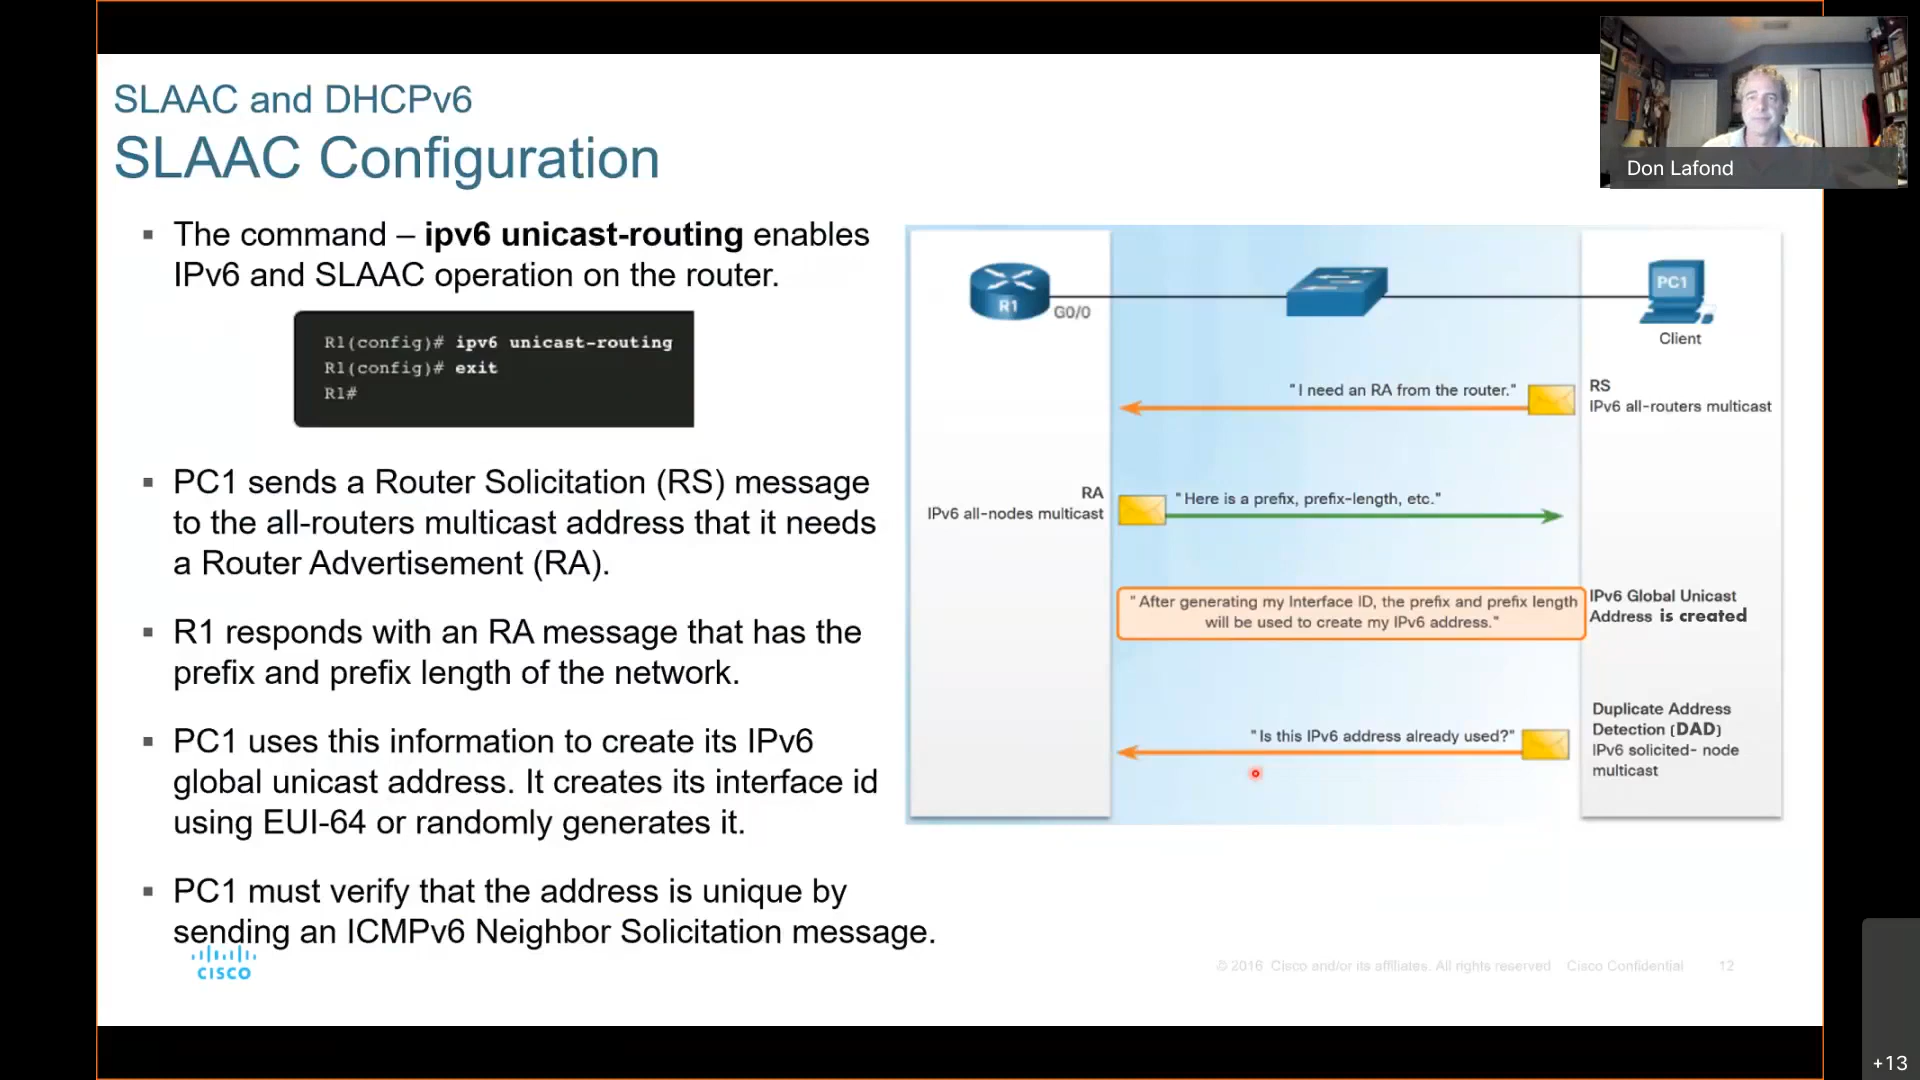 SLAAC and DHCPv6
SLAAC Configuration
▪ The command – ipv6 unicast-routing enables
IPv6 and SLAAC operation on the router.
R1(config)# ipv6 unicast-routing
R1(config)# exit
R1#
▪ PC1 sends a Router Solicitation (RS) message
to the all-routers multicast address that it needs
a Router Advertisement (RA).
▪ R1 responds with an RA message that has the
prefix and prefix length of the network.
▪ PC1 uses this information to create its IPv6
global unicast address. It creates its interface id
using EUI-64 or randomly generates it.
▪ PC1 must verify that the address is unique by
sending an ICMPv6 Neighbor Solicitation message.
R1
G0/0
PC1
Client
"I need an RA from the router."
RS
IPv6 all-routers multicast
RA
IPv6 all-nodes multicast
"Here is a prefix, prefix-length, etc."
"After generating my Interface ID, the prefix and prefix length
will be used to create my IPv6 address."
IPv6 Global Unicast
Address is created
"Is this IPv6 address already used?"
Duplicate Address
Detection (DAD)
IPv6 solicited- node
multicast
CISCO
© 2016 Cisco and/or its affiliates. All rights reserved Cisco Confidential 12
Don Lafond
+13